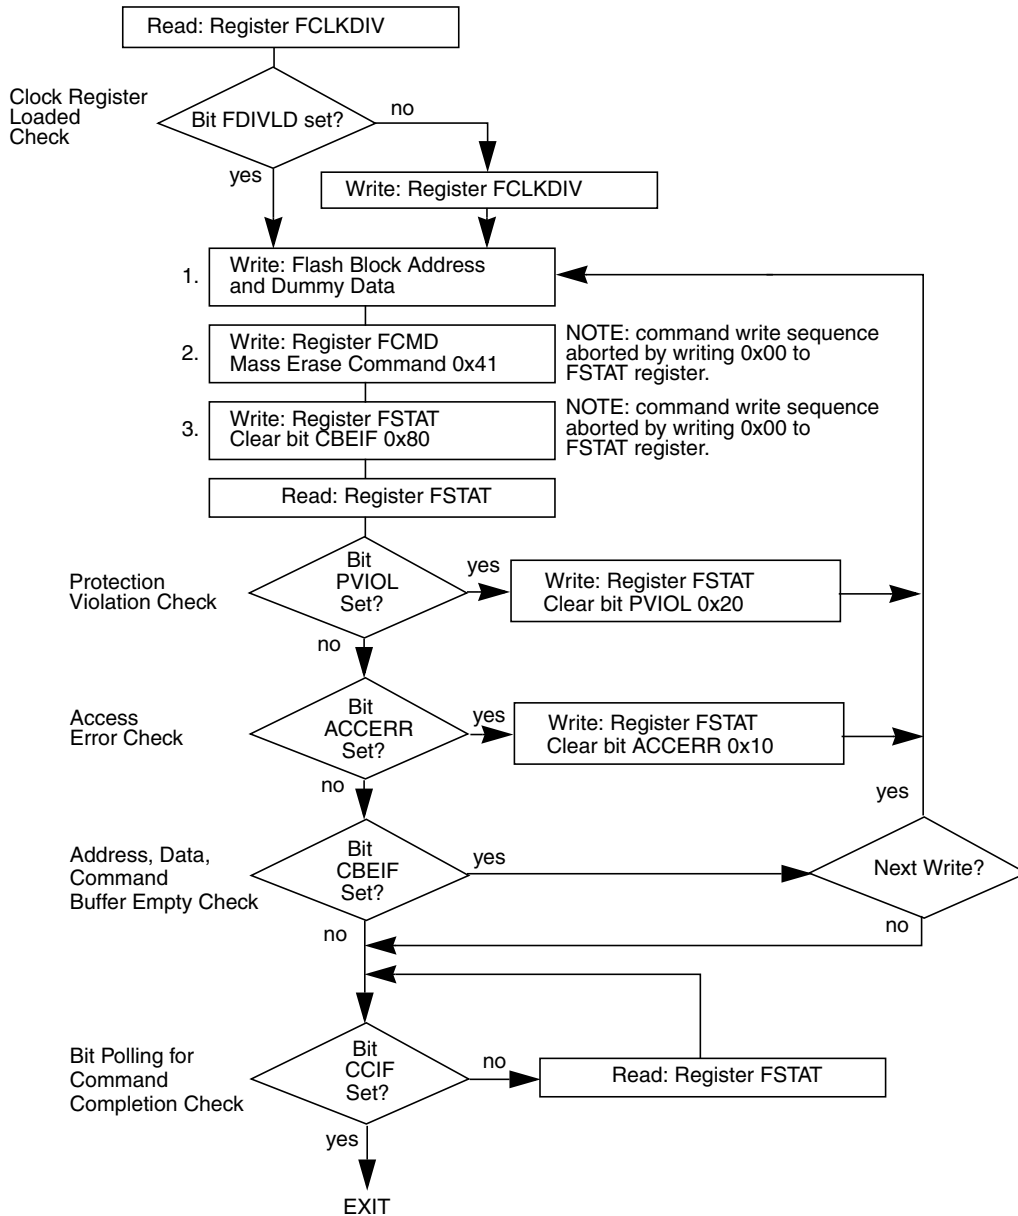 Read: Register FCLKDIV
Clock Register
Loaded
Check
Bit FDIVLD set?
no
yes
Write: Register FCLKDIV
1.
Write: Flash Block Address
and Dummy Data
2.
Write: Register FCMD
Mass Erase Command 0x41
NOTE: command write sequence
aborted by writing 0x00 to
FSTAT register.
3.
Write: Register FSTAT
Clear bit CBEIF 0x80
NOTE: command write sequence
aborted by writing 0x00 to
FSTAT register.
Read: Register FSTAT
Protection
Violation Check
Bit
PVIOL
Set?
yes
Write: Register FSTAT
Clear bit PVIOL 0x20
no
Access
Error Check
Bit
ACCERR
Set?
yes
Write: Register FSTAT
Clear bit ACCERR 0x10
no
yes
Address, Data,
Command
Buffer Empty Check
Bit
CBEIF
Set?
yes
Next Write?
no
no
Bit Polling for
Command
Completion Check
Bit
CCIF
Set?
no
Read: Register FSTAT
yes
EXIT